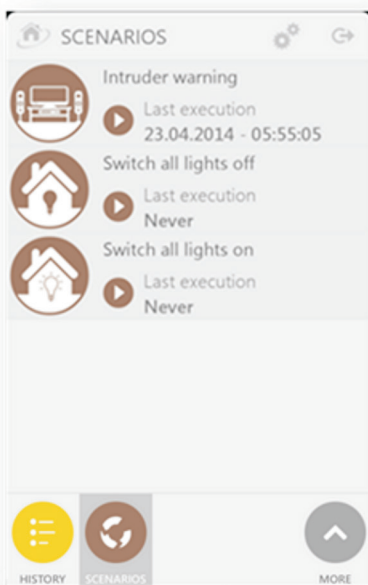 SCENARIOS
Intruder warning
Last execution
23.04.2014 - 05:55:05
Switch all lights off
Last execution
Never
Switch all lights on
Last execution
Never
HISTORY SCENARIOS MORE